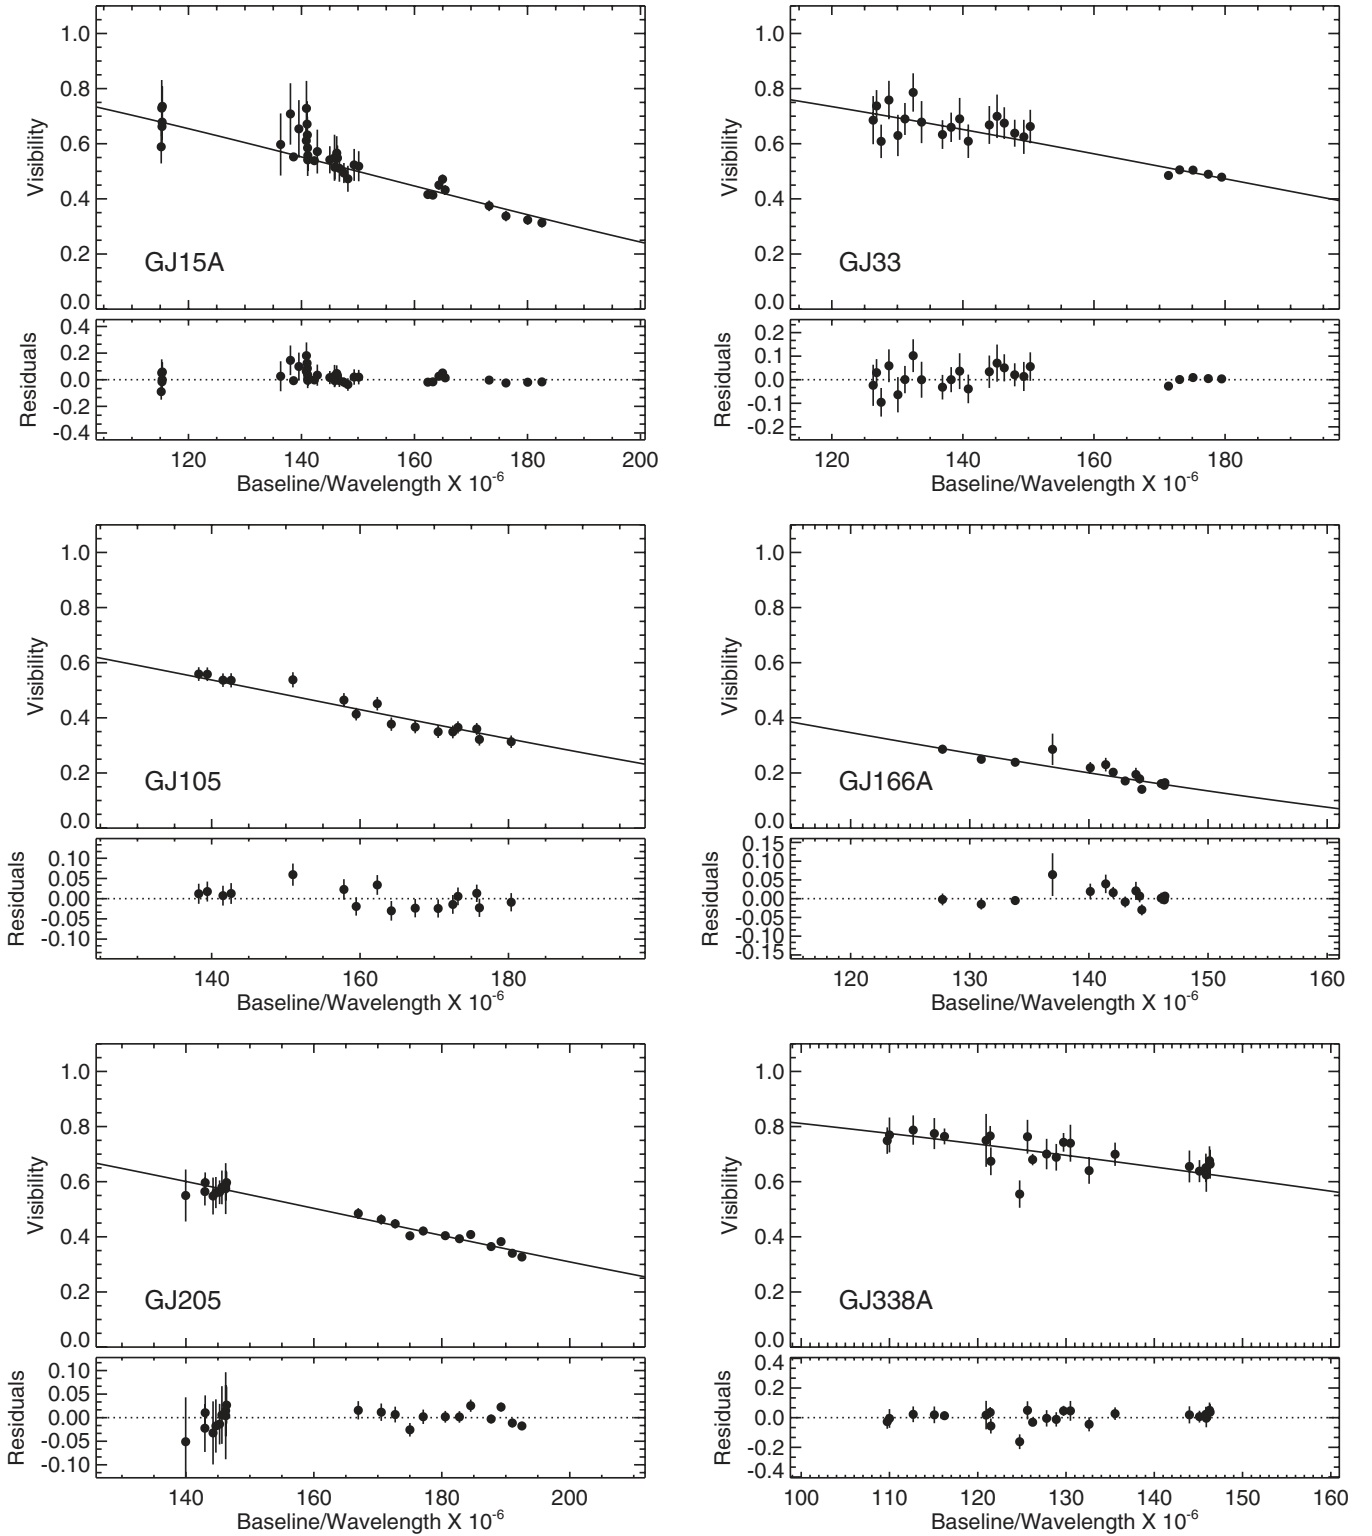 1.0
0.8
0.6
0.4
0.2
0.0
Visibility
GJ15A
0.4
0.2
0.0
-0.2
-0.4
Residuals
120 140 160 180 200
Baseline/Wavelength X 10-6
1.0
0.8
0.6
0.4
0.2
0.0
Visibility
GJ33
0.2
0.1
0.0
-0.1
-0.2
Residuals
120 140 160 180
Baseline/Wavelength X 10-6
1.0
0.8
0.6
0.4
0.2
0.0
Visibility
GJ105
0.10
0.05
0.00
-0.05
-0.10
Residuals
140 160 180
Baseline/Wavelength X 10-6
1.0
0.8
0.6
0.4
0.2
0.0
Visibility
GJ166A
0.15
0.10
0.05
0.00
-0.05
-0.10
-0.15
Residuals
120 130 140 150 160
Baseline/Wavelength X 10-6
1.0
0.8
0.6
0.4
0.2
0.0
Visibility
GJ205
0.10
0.05
0.00
-0.05
-0.10
Residuals
140 160 180 200
Baseline/Wavelength X 10-6
1.0
0.8
0.6
0.4
0.2
0.0
Visibility
GJ338A
0.4
0.2
0.0
-0.2
-0.4
Residuals
100 110 120 130 140 150 160
Baseline/Wavelength X 10-6